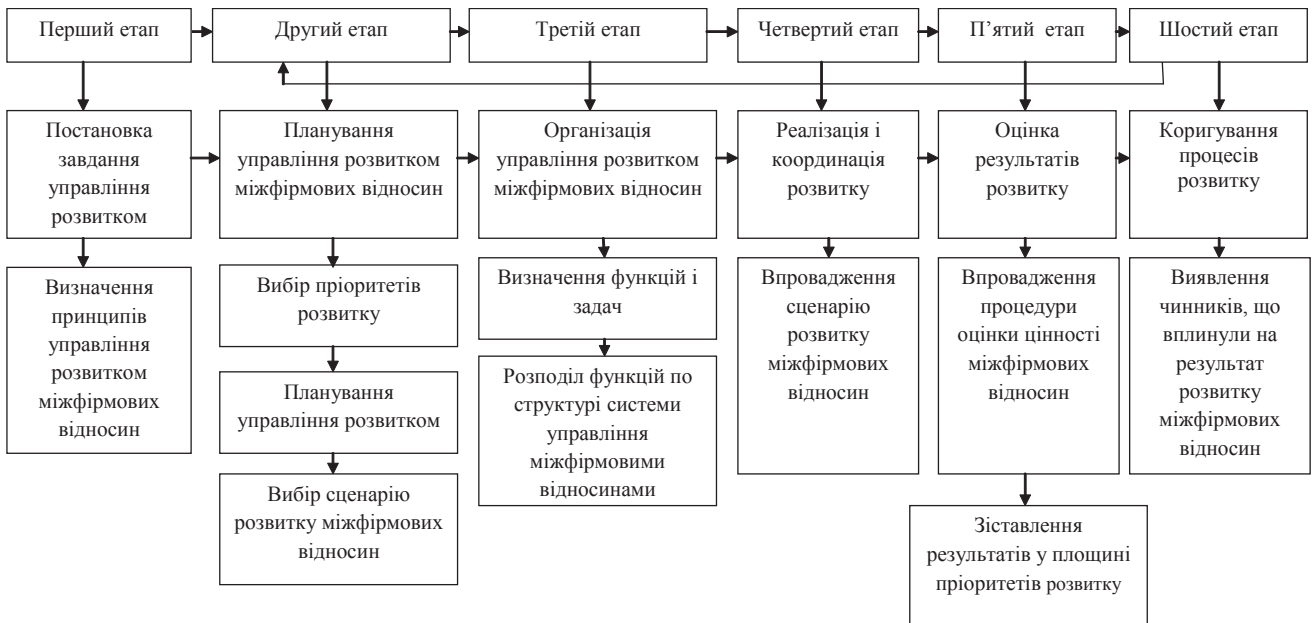 Перший етап
Другий етап
Третій етап
Четвертий етап
П’ятий етап
Шостий етап
Постановка
завдання
управління
розвитком
Планування
управління розвитком
міжфірмових відносин
Організація
управління розвитком
міжфірмових відносин
Реалізація і
координація
розвитку
Оцінка
результатів
розвитку
Коригування
процесів
розвитку
Визначення
принципів
управління
розвитком
міжфірмових
відносин
Вибір пріоритетів
розвитку
Планування
управління розвитком
Вибір сценарію
розвитку міжфірмових
відносин
Визначення функцій і
задач
Розподіл функцій по
структурі системи
управління
міжфірмовими
відносинами
Впровадження
сценарію
розвитку
міжфірмових
відносин
Впровадження
процедури
оцінки цінності
міжфірмових
відносин
Зіставлення
результатів у площині
пріоритетів розвитку
Виявлення
чинників, що
вплинули на
результат
розвитку
міжфірмових
відносин